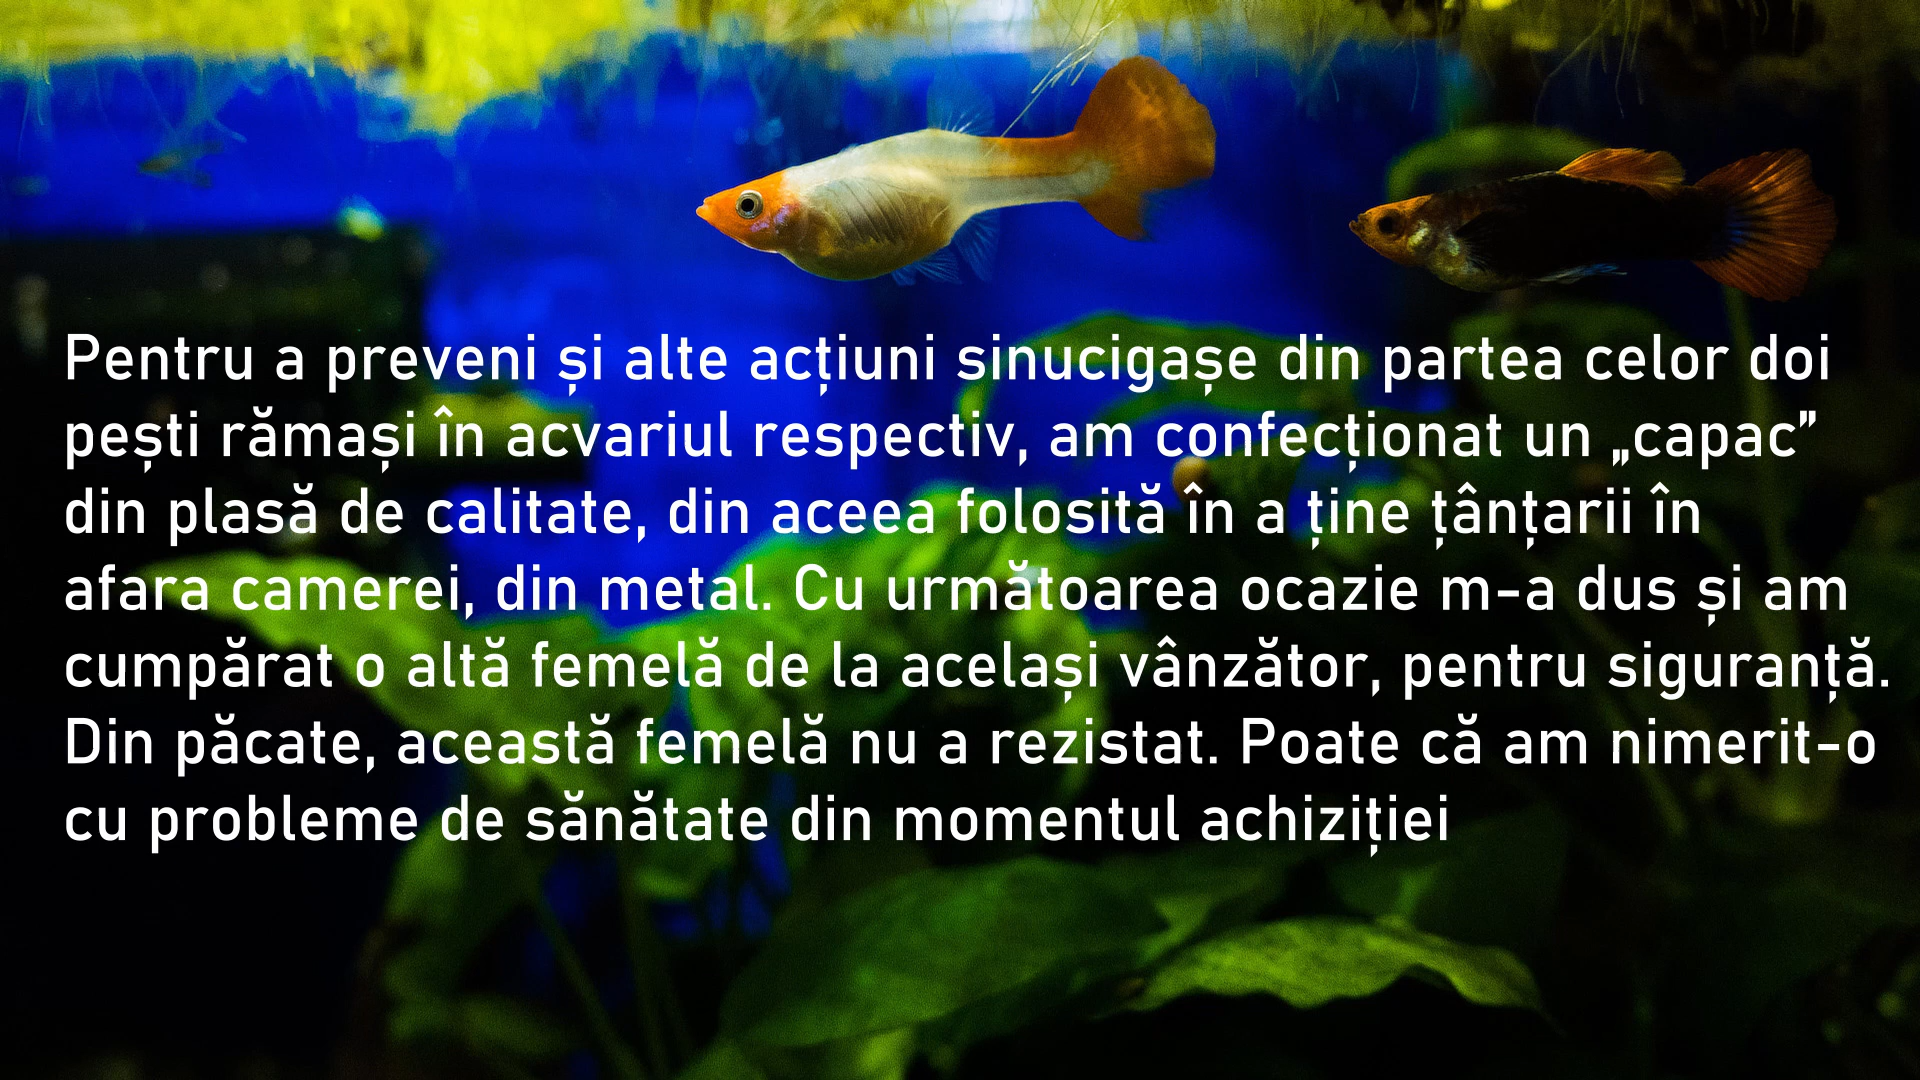 Pentru a preveni și alte acțiuni sinucigașe din partea celor doi
pești rămași în acvariul respectiv, am confecționat un „capac”
din plasă de calitate, din aceea folosită în a ține țânțarii în
afara camerei, din metal. Cu următoarea ocazie m-a dus și am
cumpărat o altă femelă de la același vânzător, pentru siguranță.
Din păcate, această femelă nu a rezistat. Poate că am nimerit-o
cu probleme de sănătate din momentul achiziției